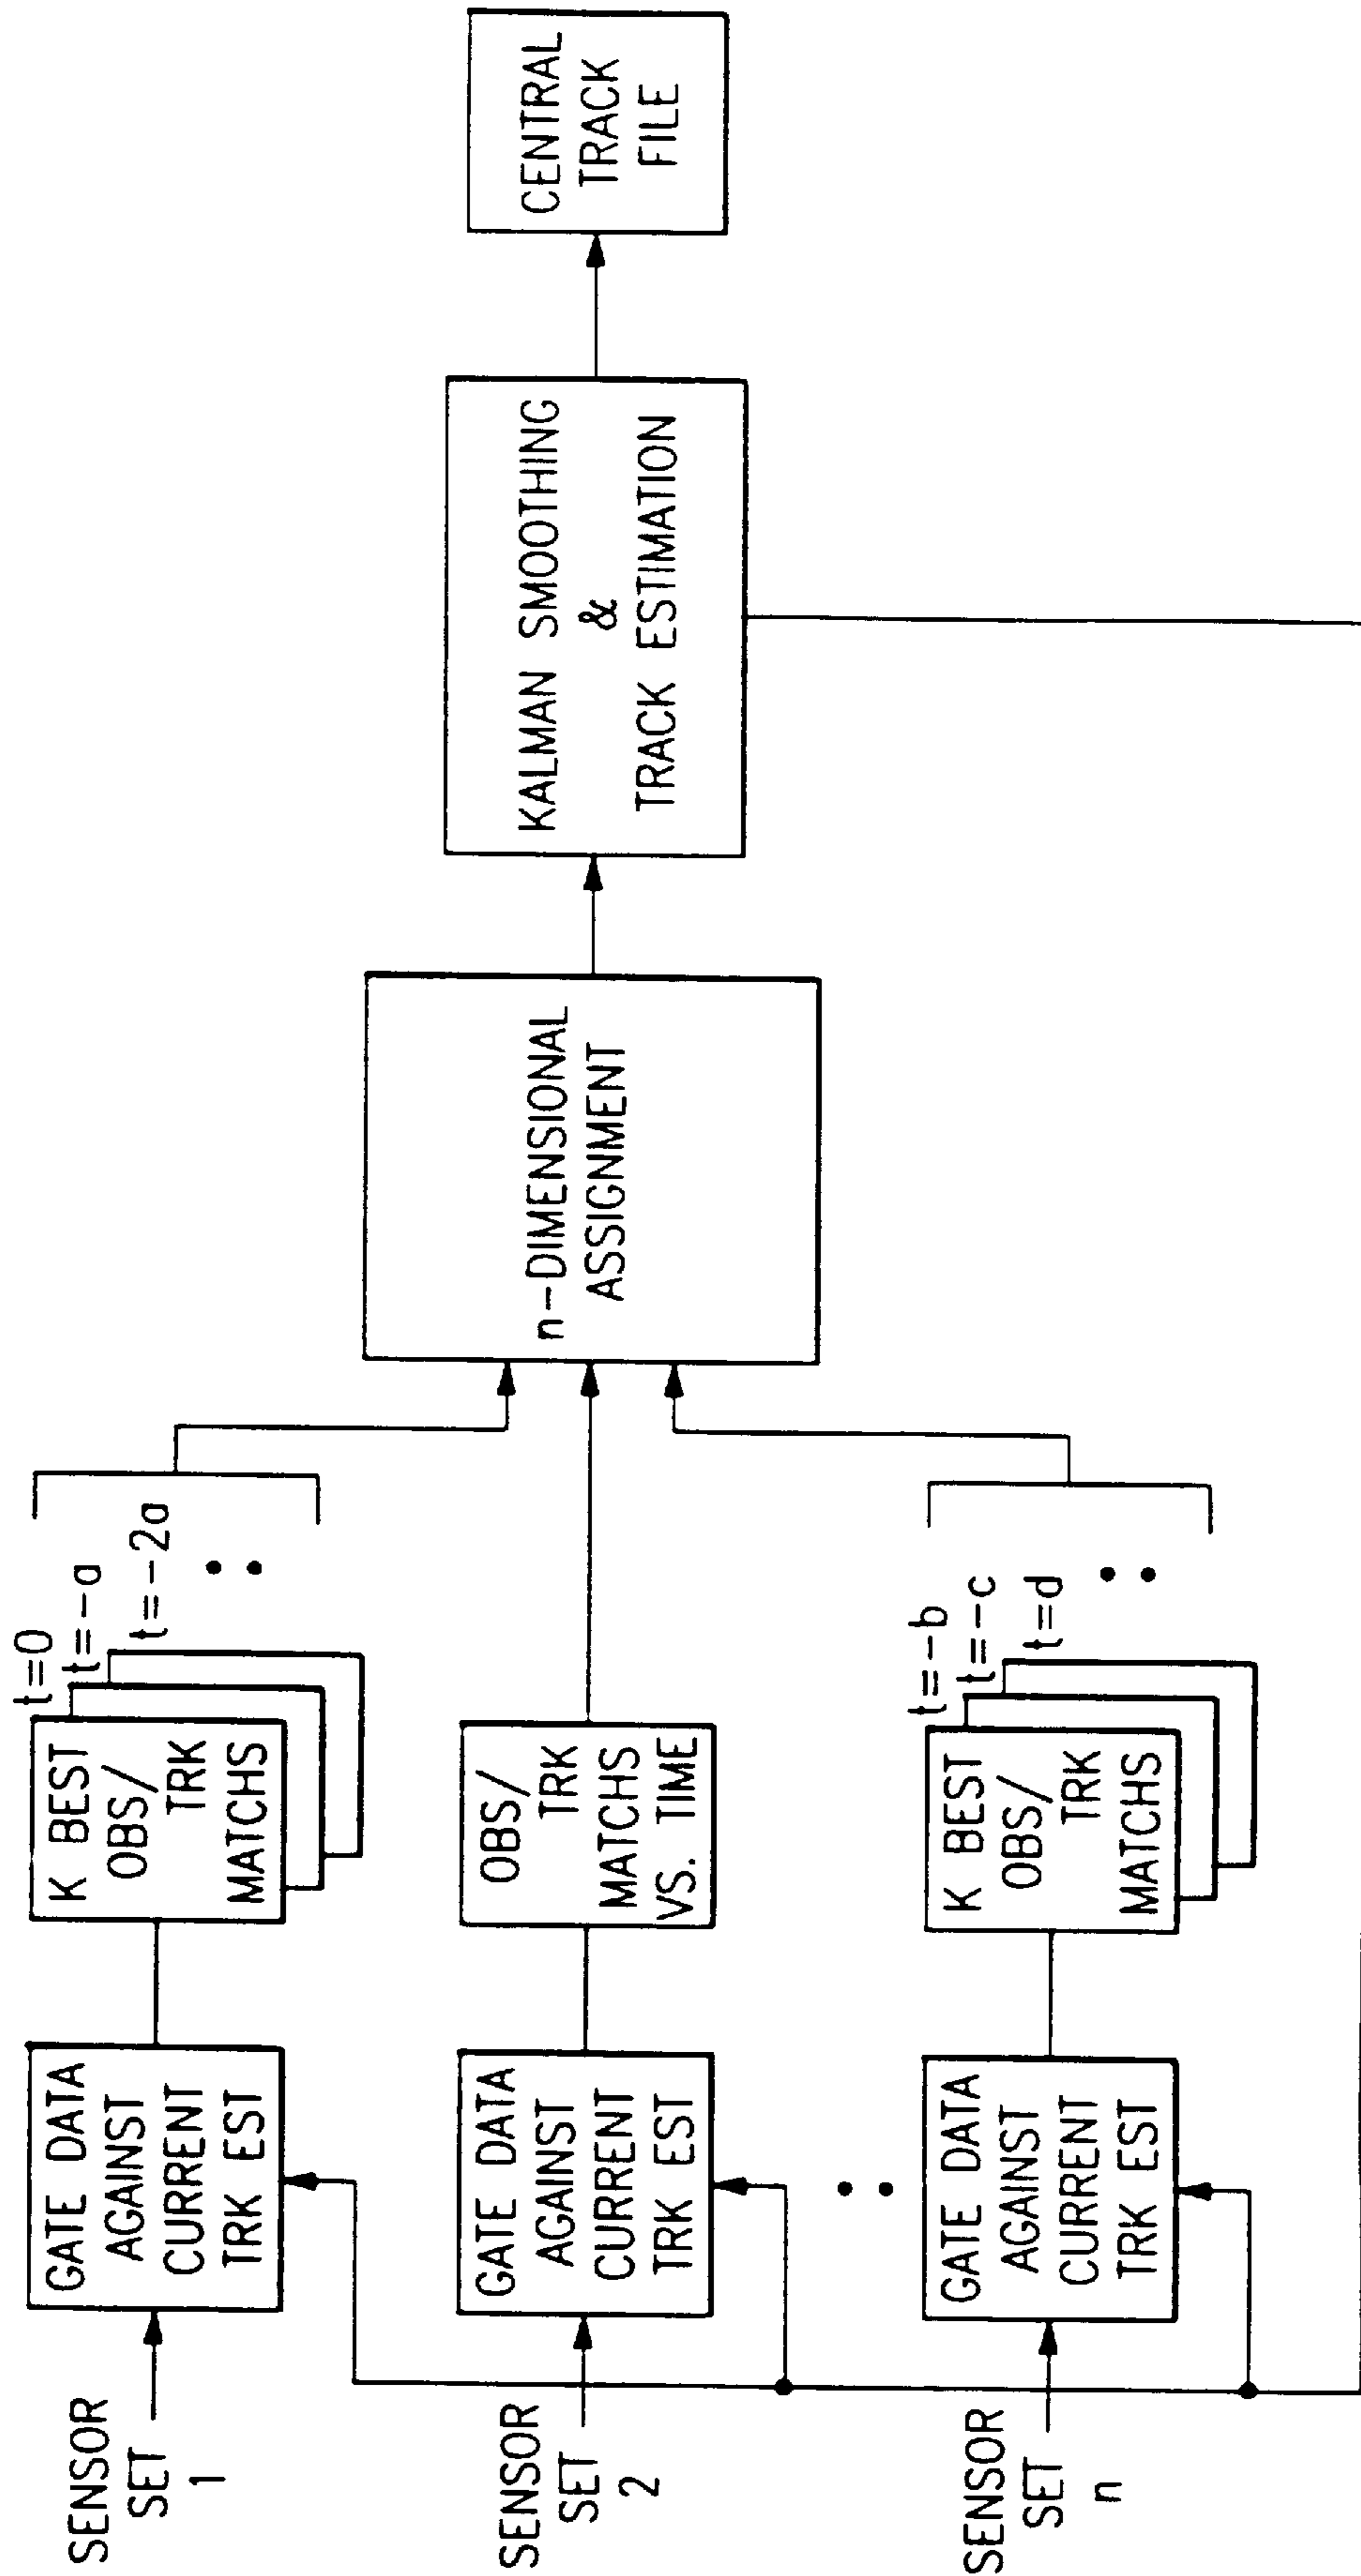 SENSOR
SET
1
GATE DATA
AGAINST
CURRENT
TRK EST
K BEST
OBS/
TRK
MATCHS
t=0
t=-a
t=-2a
SENSOR
SET
2
GATE DATA
AGAINST
CURRENT
TRK EST
OBS/
TRK
MATCHS
VS. TIME
SENSOR
SET
n
GATE DATA
AGAINST
CURRENT
TRK EST
K BEST
OBS/
TRK
MATCHS
t=-b
t=-c
t=d
n-DIMENSIONAL
ASSIGNMENT
KALMAN SMOOTHING
&
TRACK ESTIMATION
CENTRAL
TRACK
FILE